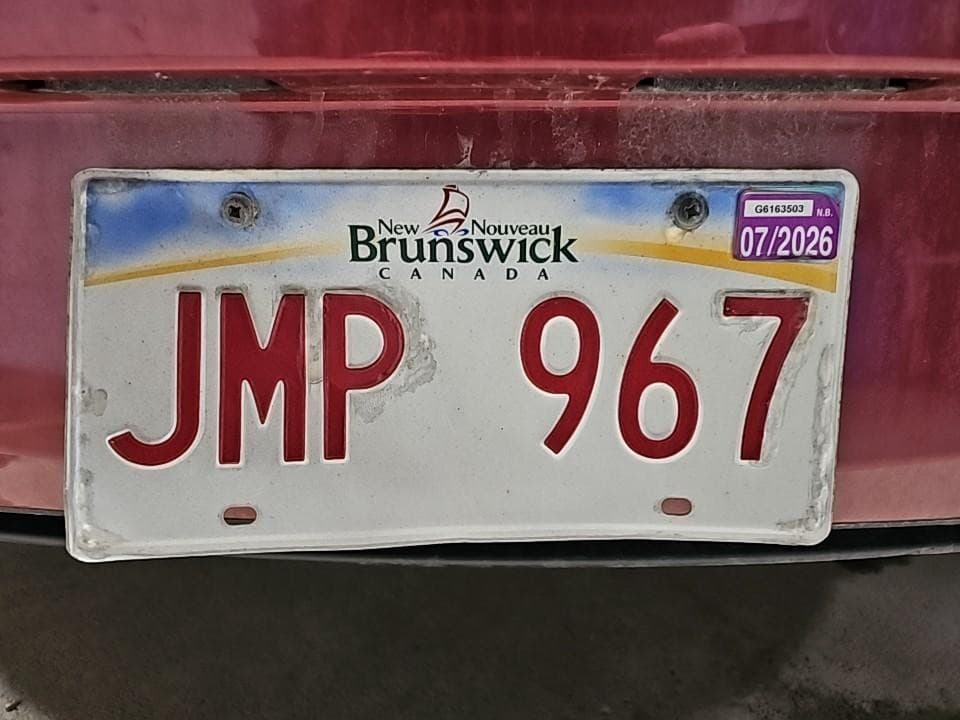 New Nouveau
Brunswick
CANADA
G6163503 N.B.
07/2026
JMP 967